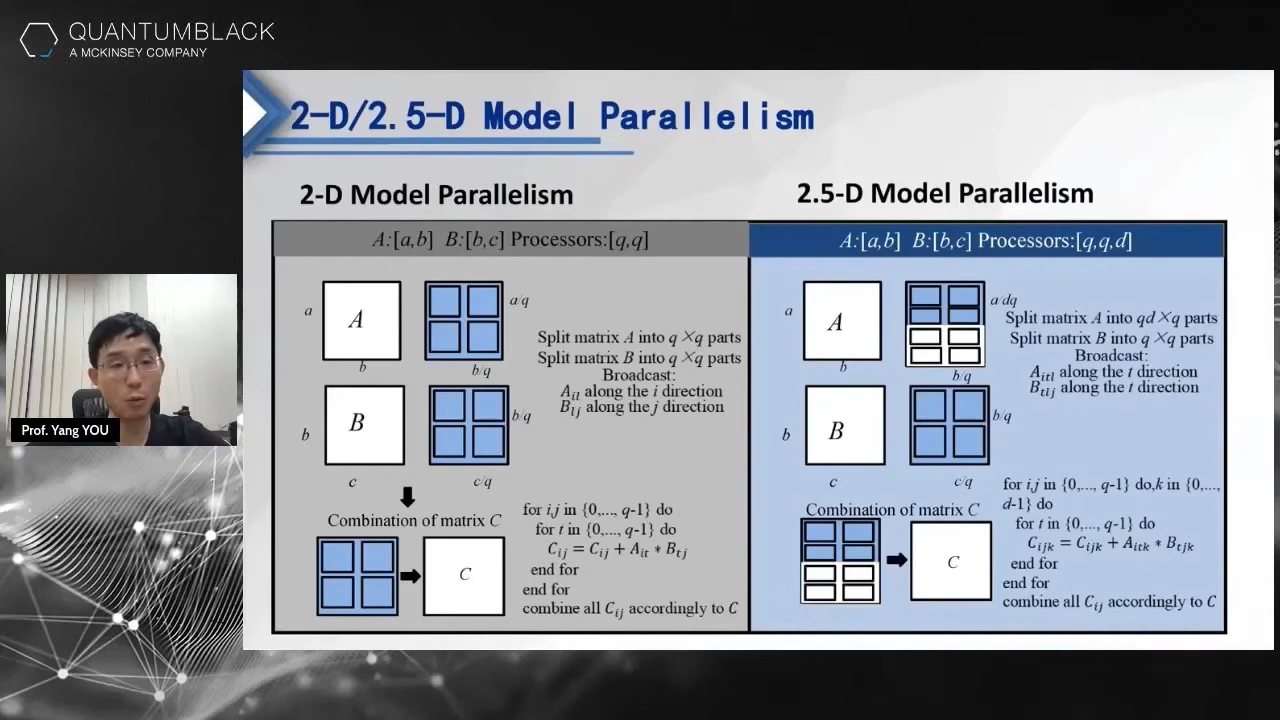 QUANTUMBLACK
A MCKINSEY COMPANY
2-D/2.5-D Model Parallelism
2-D Model Parallelism
A:[a,b] B:[b,c] Processors:[q,q]
a
A
b
a/q
b/q
Split matrix A into q×q parts
Split matrix B into q×q parts
Broadcast:
A_il along the i direction
B_lj along the j direction
b
B
c
b/q
c/q
Combination of matrix C
C
for i,j in {0,..., q-1} do
for t in {0,..., q-1} do
C_ij = C_ij + A_it * B_tj
end for
end for
combine all C_ij accordingly to C
2.5-D Model Parallelism
A:[a,b] B:[b,c] Processors:[q,q,d]
a
A
b
a/dq
b/q
Split matrix A into qd×q parts
Split matrix B into q×q parts
Broadcast:
A_itl along the t direction
B_tij along the t direction
b
B
c
b/q
c/q
Combination of matrix C
C
for i,j in {0,..., q-1} do,k in {0,...,
d-1} do
for t in {0,..., q-1} do
C_ijk = C_ijk + A_itk * B_tjk
end for
end for
combine all C_ij accordingly to C
Prof. Yang YOU